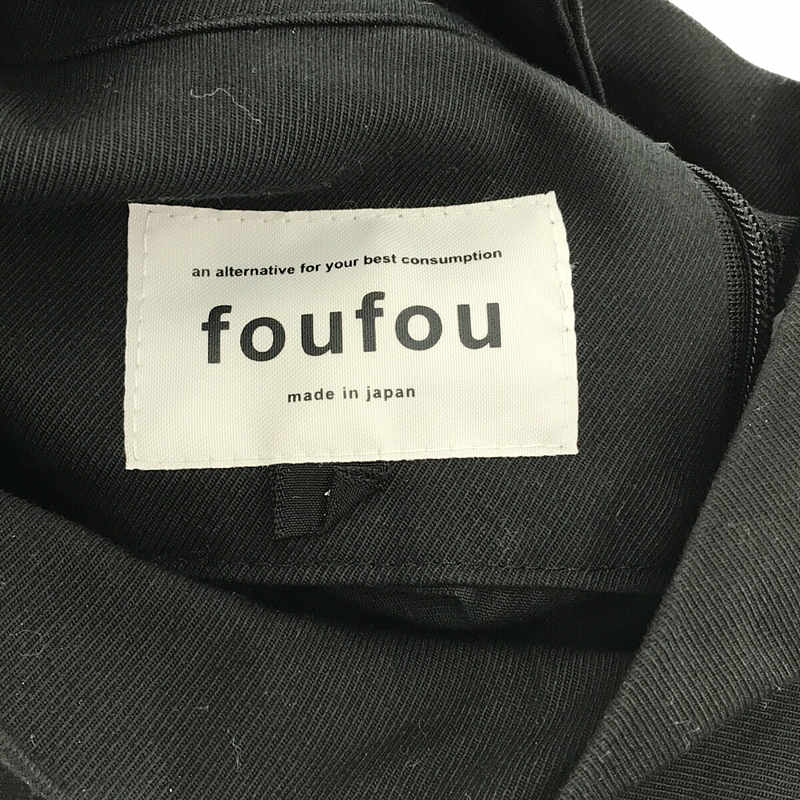 an alternative for your best consumption
foufou
made in japan